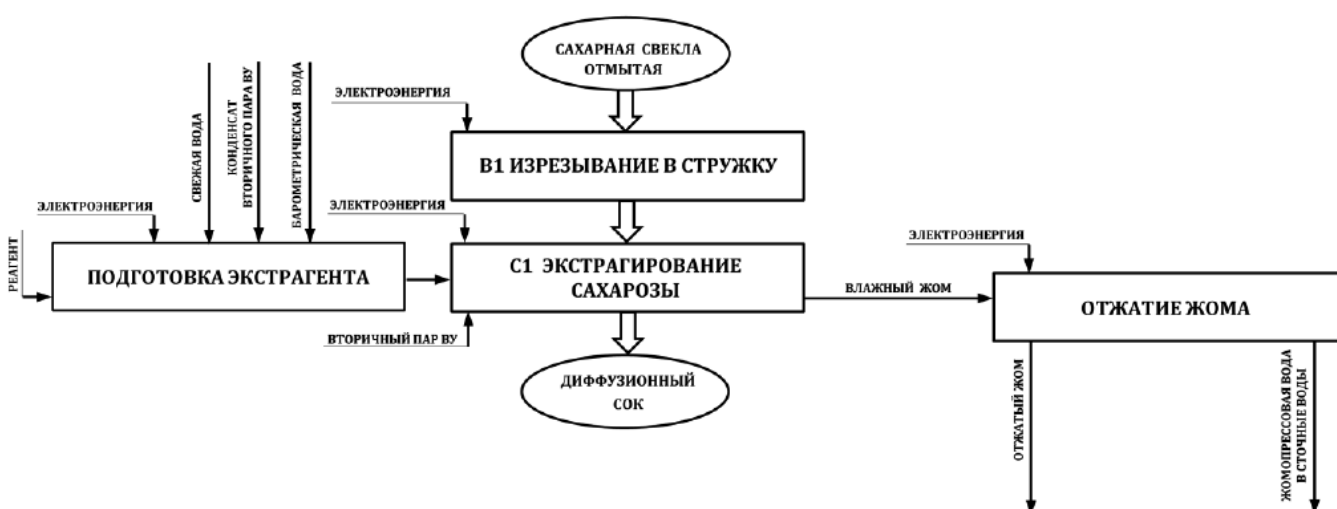 САХАРНАЯ СВЕКЛА
ОТМЫТАЯ
ЭЛЕКТРОЭНЕРГИЯ
В1 ИЗРЕЗЫВАНИЕ В СТРУЖКУ
СВЕЖАЯ ВОДА
КОНДЕНСАТ
ВТОРИЧНОГО ПАРА ВУ
БАРОМЕТРИЧЕСКАЯ ВОДА
ЭЛЕКТРОЭНЕРГИЯ
ЭЛЕКТРОЭНЕРГИЯ
РЕАГЕНТ
ПОДГОТОВКА ЭКСТРАГЕНТА
С1 ЭКСТРАГИРОВАНИЕ
САХАРОЗЫ
ВТОРИЧНЫЙ ПАР ВУ
ВЛАЖНЫЙ ЖОМ
ЭЛЕКТРОЭНЕРГИЯ
ОТЖАТИЕ ЖОМА
ДИФФУЗИОННЫЙ
СОК
ОТЖАТЫЙ ЖОМ
ЖОМОПРЕССОВАЯ ВОДА
В СТОЧНЫЕ ВОДЫ